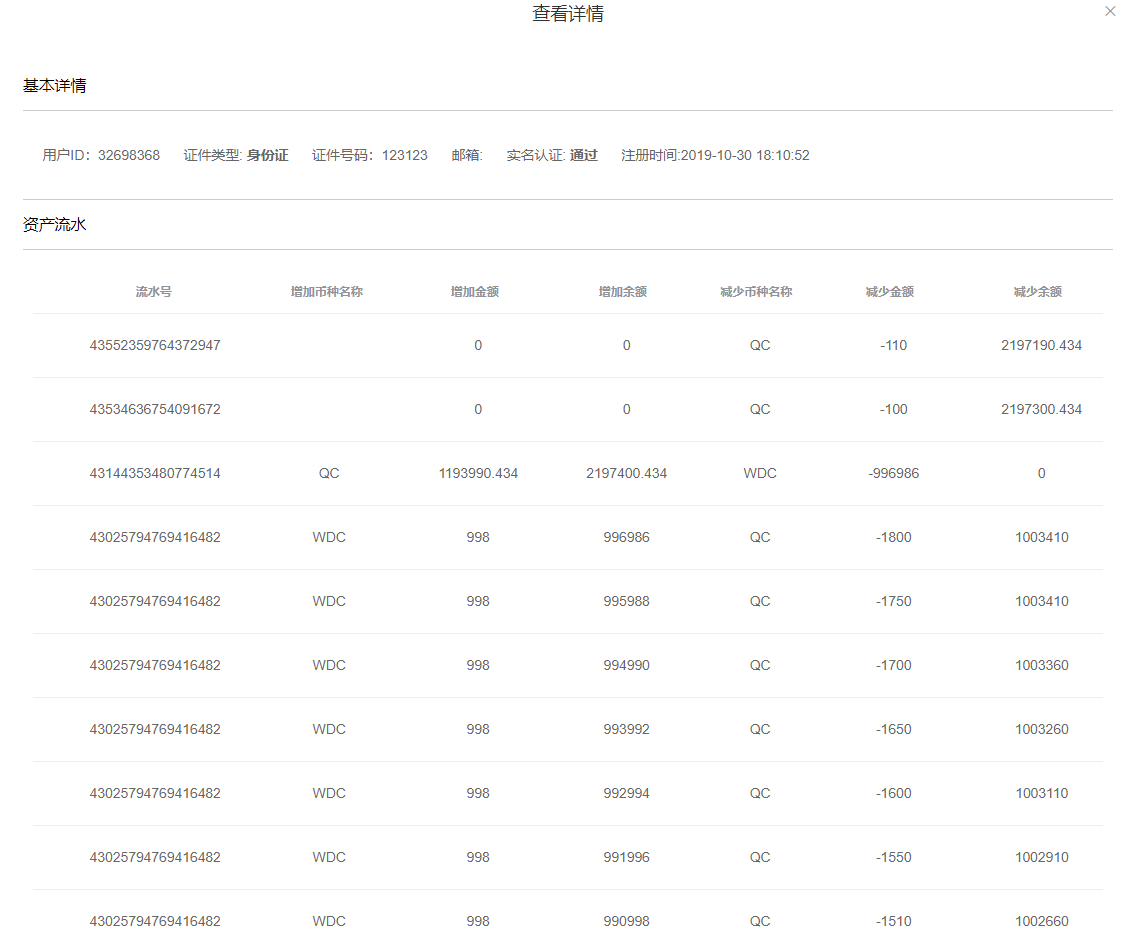 查看详情
基本详情
用户ID：32698368 证件类型: 身份证 证件号码：123123 邮箱: 实名认证: 通过 注册时间:2019-10-30 18:10:52
资产流水
流水号 增加币种名称 增加金额 增加余额 减少币种名称 减少金额 减少余额
43552359764372947 0 0 QC -110 2197190.434
43534636754091672 0 0 QC -100 2197300.434
43144353480774514 QC 1193990.434 2197400.434 WDC -996986 0
43025794769416482 WDC 998 996986 QC -1800 1003410
43025794769416482 WDC 998 995988 QC -1750 1003410
43025794769416482 WDC 998 994990 QC -1700 1003360
43025794769416482 WDC 998 993992 QC -1650 1003260
43025794769416482 WDC 998 992994 QC -1600 1003110
43025794769416482 WDC 998 991996 QC -1550 1002910
43025794769416482 WDC 998 990998 QC -1510 1002660